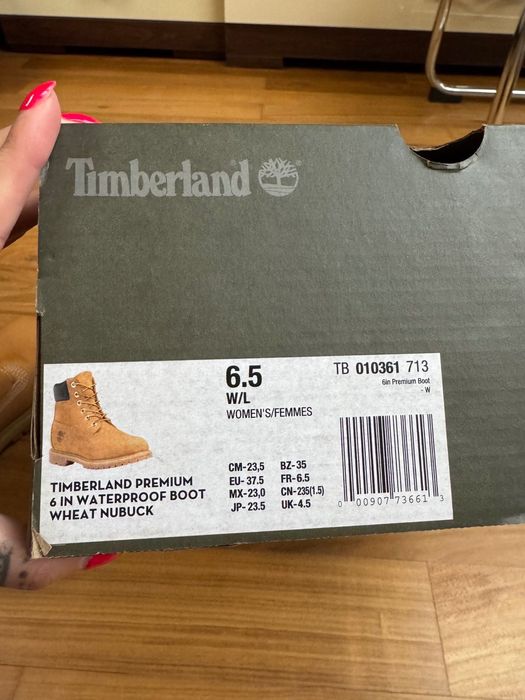 Timberland
6.5
W/L
WOMEN'S/FEMMES
TB 010361 713
6in Premium Boot
- W
TIMBERLAND PREMIUM
6 IN WATERPROOF BOOT
WHEAT NUBUCK
CM-23,5 BZ-35
EU- 37.5 FR-6.5
MX-23,0 CN-235(1.5)
JP- 23.5 UK-4.5
0 00907 73661 3